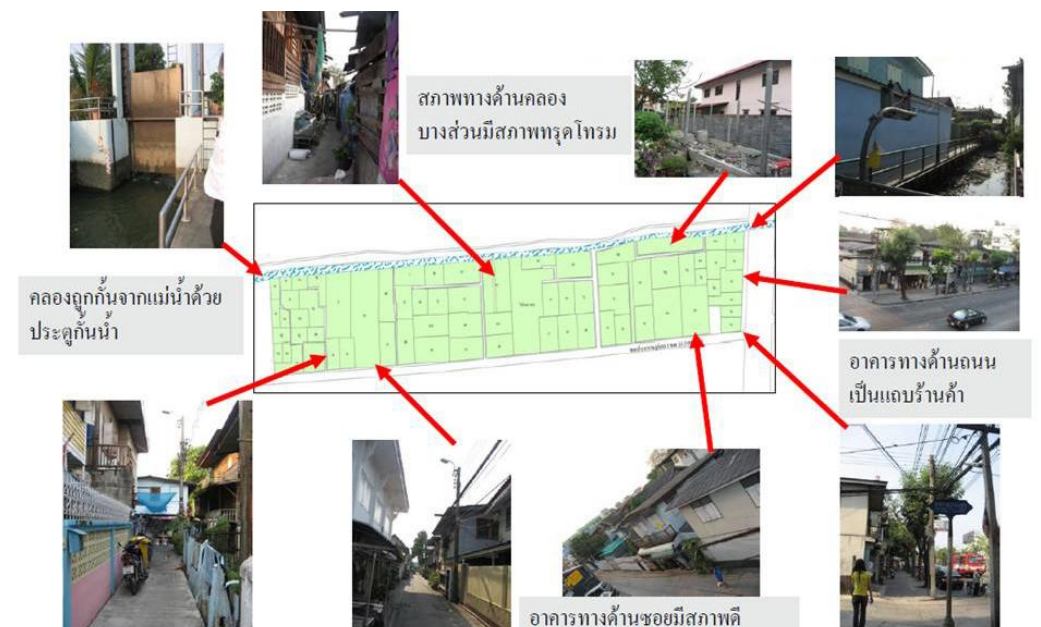 สภาพทางด้านคลอง
บางส่วนมีสภาพทรุดโทรม
คลองถูกกั้นจากแม่น้ำด้วย
ประตูกั้นน้ำ
อาคารทางด้านถนน
เป็นแถบร้านค้า
อาคารทางด้านซอยมีสภาพดี